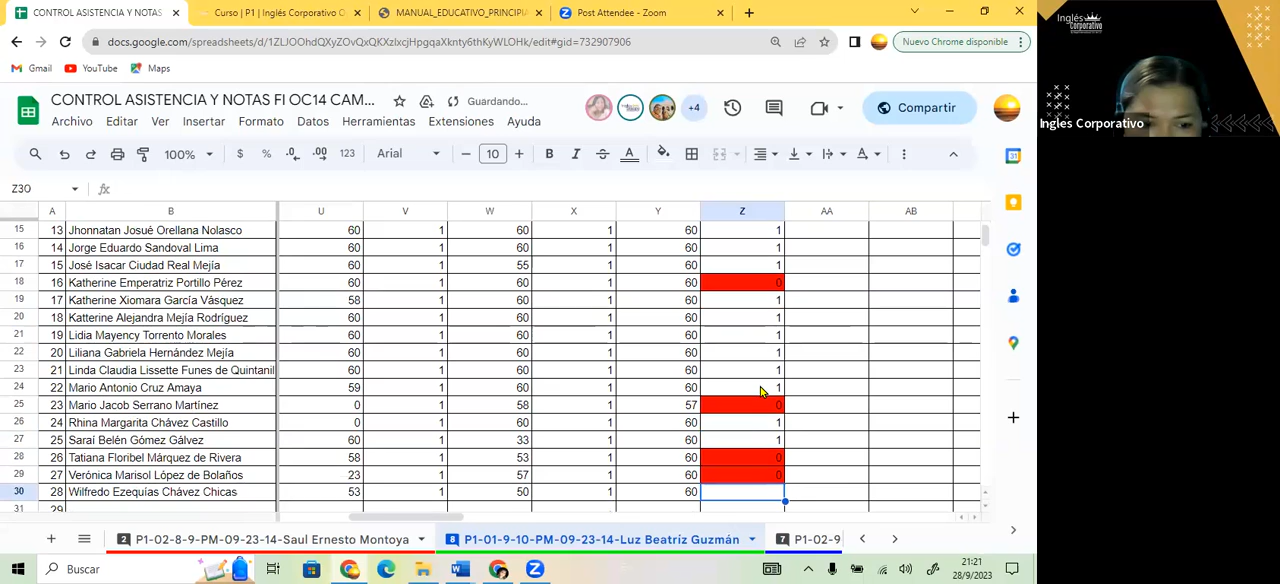 CONTROL ASISTENCIA Y NOTAS
Curso | P1 | Inglés Corporativo C
MANUAL_EDUCATIVO_PRINCIPIA
Post Attendee - Zoom
docs.google.com/spreadsheets/d/1ZLJOOhdQXyZOvQxQKXzlxcjHpgqaXknty6thKyWLOHk/edit#gid=732907906
Nuevo Chrome disponible
Gmail YouTube Maps
CONTROL ASISTENCIA Y NOTAS FI OC14 CAM... Guardando...
Archivo Editar Ver Insertar Formato Datos Herramientas Extensiones Ayuda
+4 Compartir
100% $ % .0 .00 123 Arial 10 B I
Z30 fx
A B U V W X Y Z AA AB
15 13 Jhonnatan Josué Orellana Nolasco 60 1 60 1 60 1
16 14 Jorge Eduardo Sandoval Lima 60 1 60 1 60 1
17 15 José Isacar Ciudad Real Mejía 60 1 55 1 60 1
18 16 Katherine Emperatriz Portillo Pérez 60 1 60 1 60 0
19 17 Katherine Xiomara García Vásquez 58 1 60 1 60 1
20 18 Katterine Alejandra Mejía Rodríguez 60 1 60 1 60 1
21 19 Lidia Mayency Torrento Morales 60 1 60 1 60 1
22 20 Liliana Gabriela Hernández Mejía 60 1 60 1 60 1
23 21 Linda Claudia Lissette Funes de Quintanil 60 1 60 1 60 1
24 22 Mario Antonio Cruz Amaya 59 1 60 1 60 1
25 23 Mario Jacob Serrano Martínez 0 1 58 1 57 0
26 24 Rhina Margarita Chávez Castillo 0 1 60 1 60 1
27 25 Saraí Belén Gómez Gálvez 60 1 33 1 60 1
28 26 Tatiana Floribel Márquez de Rivera 58 1 53 1 60 0
29 27 Verónica Marisol López de Bolaños 23 1 57 1 60 0
30 28 Wilfredo Ezequías Chávez Chicas 53 1 50 1 60
31 29
2 P1-02-8-9-PM-09-23-14-Saul Ernesto Montoya
8 P1-01-9-10-PM-09-23-14-Luz Beatríz Guzmán
7 P1-02-9
Buscar
21:21
28/9/2023
Inglés
Corporativo
Ingles Corporativo